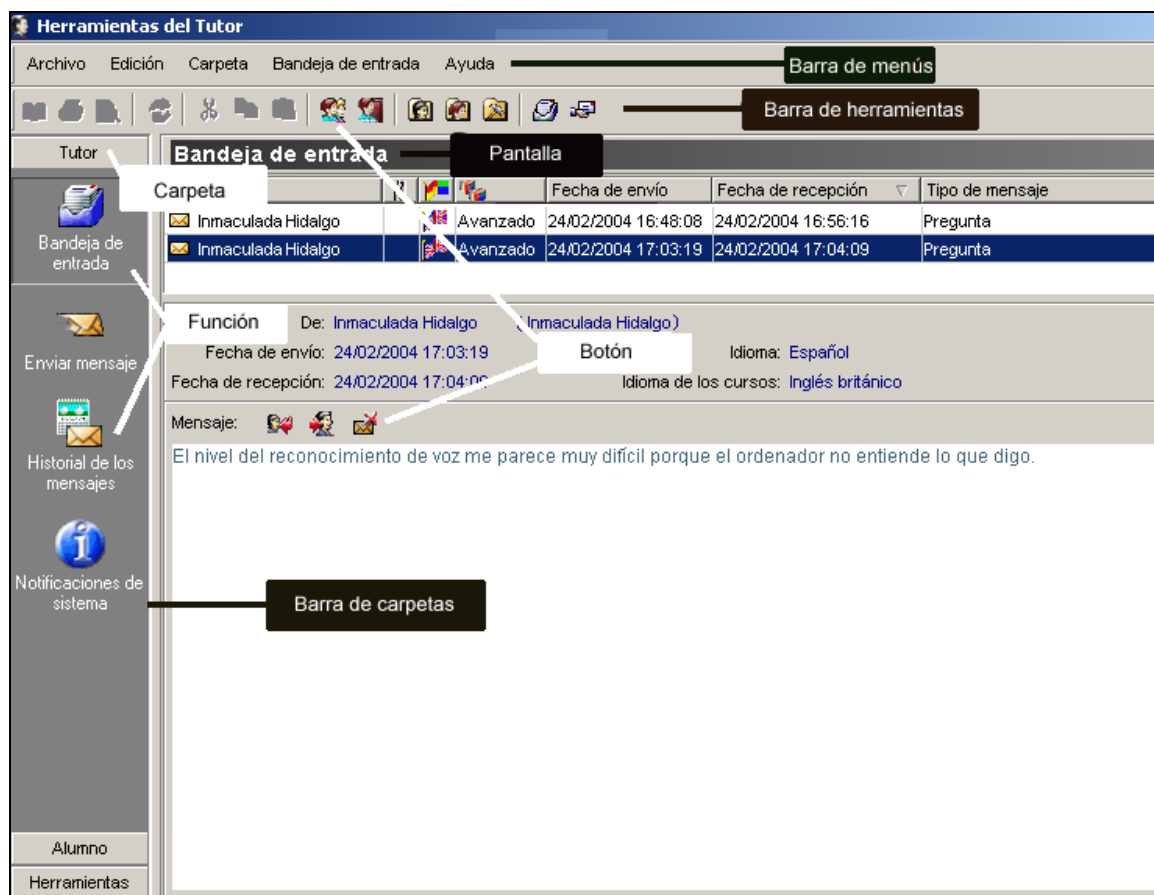 Herramientas del Tutor
Archivo Edición Carpeta Bandeja de entrada Ayuda Barra de menús
Barra de herramientas
Tutor Bandeja de entrada Pantalla
Carpeta Fecha de envío Fecha de recepción Tipo de mensaje
Inmaculada Hidalgo Avanzado 24/02/2004 16:48:08 24/02/2004 16:56:16 Pregunta
Bandeja de entrada
Inmaculada Hidalgo Avanzado 24/02/2004 17:03:19 24/02/2004 17:04:09 Pregunta
Función De: Inmaculada Hidalgo (Inmaculada Hidalgo)
Fecha de envío: 24/02/2004 17:03:19 Botón Idioma: Español
Enviar mensaje
Fecha de recepción: 24/02/2004 17:04:09 Idioma de los cursos: Inglés británico
Mensaje:
El nivel del reconocimiento de voz me parece muy difícil porque el ordenador no entiende lo que digo.
Historial de los
mensajes
Notificaciones de
sistema
Barra de carpetas
Alumno
Herramientas